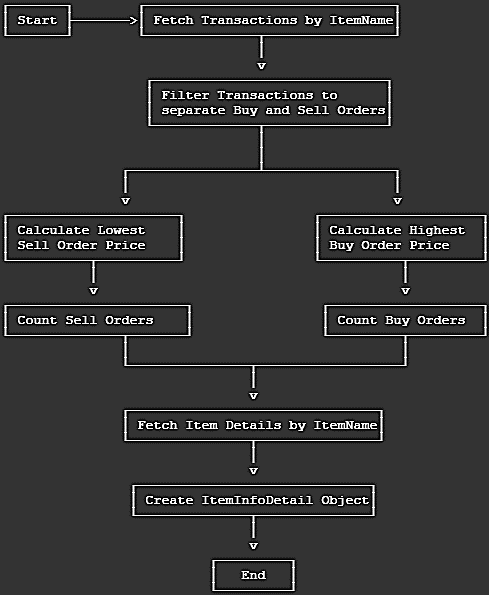 Start
Fetch Transactions by ItemName
Filter Transactions to
separate Buy and Sell Orders
Calculate Lowest
Sell Order Price
Calculate Highest
Buy Order Price
Count Sell Orders
Count Buy Orders
Fetch Item Details by ItemName
Create ItemInfoDetail Object
End